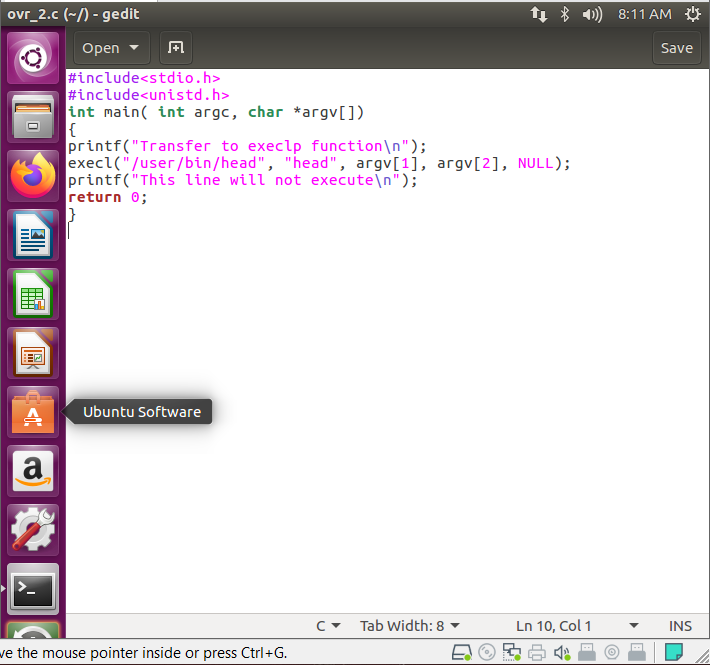 ovr_2.c (~/) - gedit
8:11 AM
Open
Save
#include<stdio.h>
#include<unistd.h>
int main( int argc, char *argv[])
{
printf("Transfer to execlp function\n");
execl("/user/bin/head", "head", argv[1], argv[2], NULL);
printf("This line will not execute\n");
return 0;
}
Ubuntu Software
C
Tab Width: 8
Ln 10, Col 1
INS
ve the mouse pointer inside or press Ctrl+G.